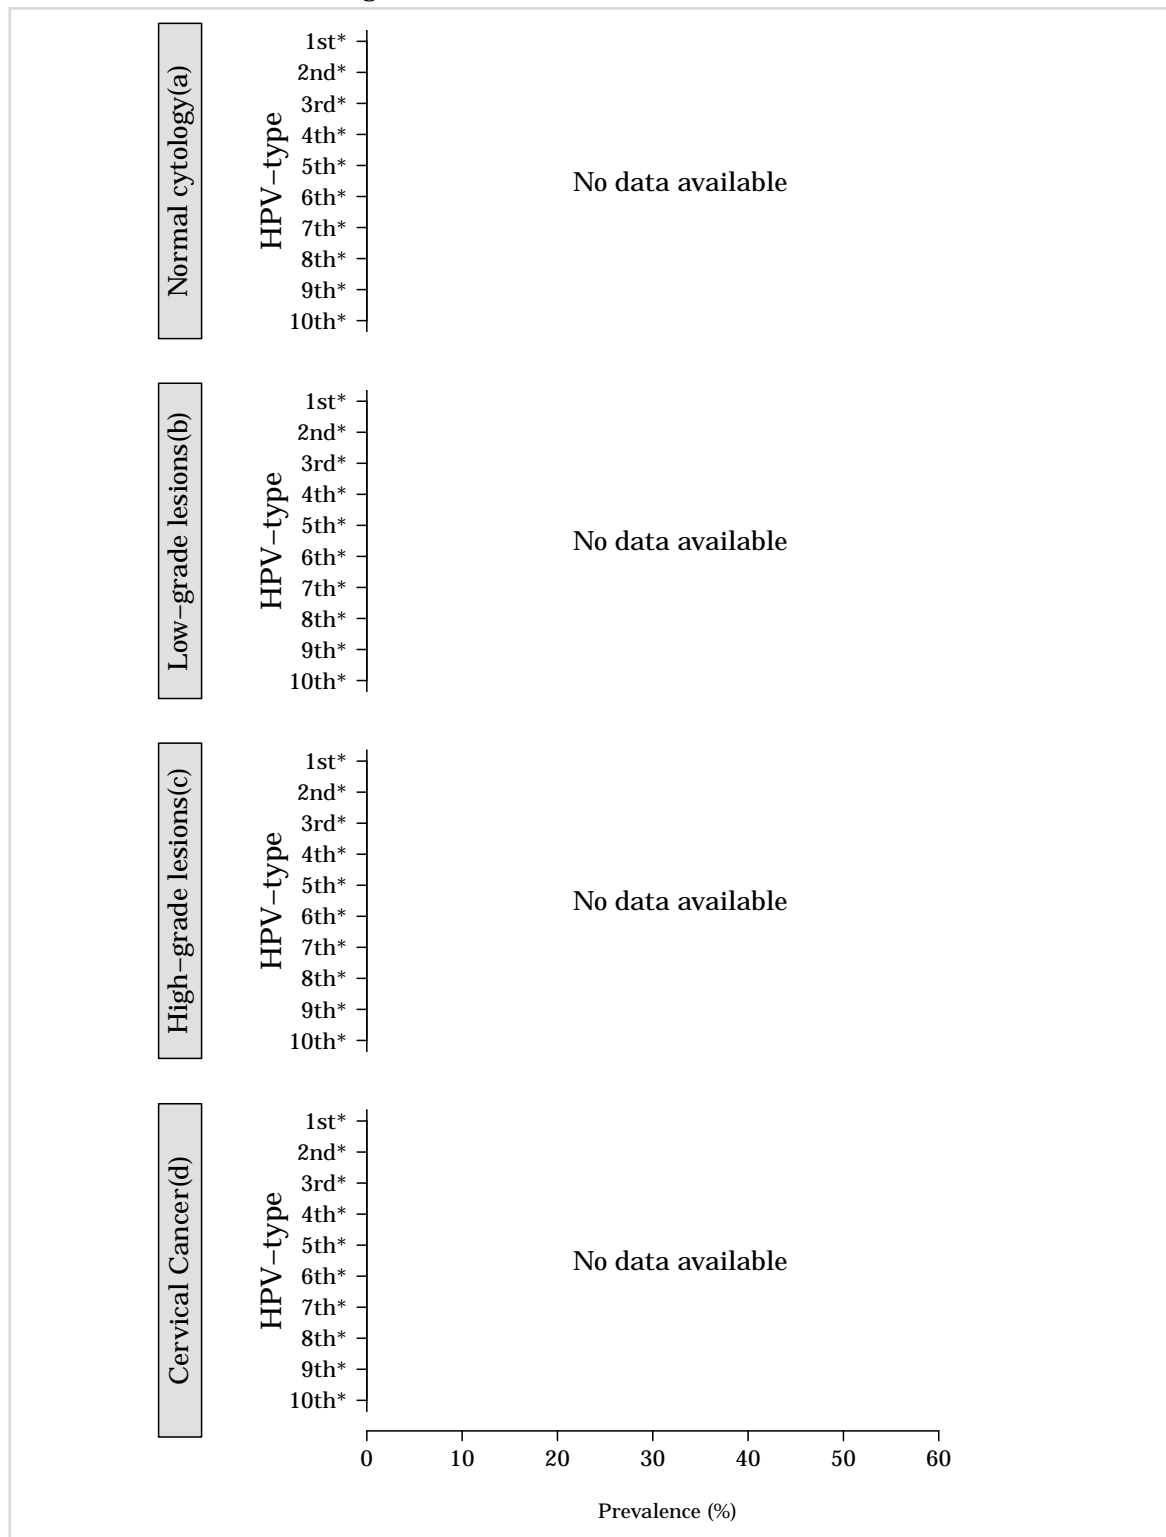 Normal cytology(a)
HPV−type
1st*
2nd*
3rd*
4th*
5th*
6th*
7th*
8th*
9th*
10th*
No data available
Low−grade lesions(b)
HPV−type
1st*
2nd*
3rd*
4th*
5th*
6th*
7th*
8th*
9th*
10th*
No data available
High−grade lesions(c)
HPV−type
1st*
2nd*
3rd*
4th*
5th*
6th*
7th*
8th*
9th*
10th*
No data available
Cervical Cancer(d)
HPV−type
1st*
2nd*
3rd*
4th*
5th*
6th*
7th*
8th*
9th*
10th*
No data available
0 10 20 30 40 50 60
Prevalence (%)